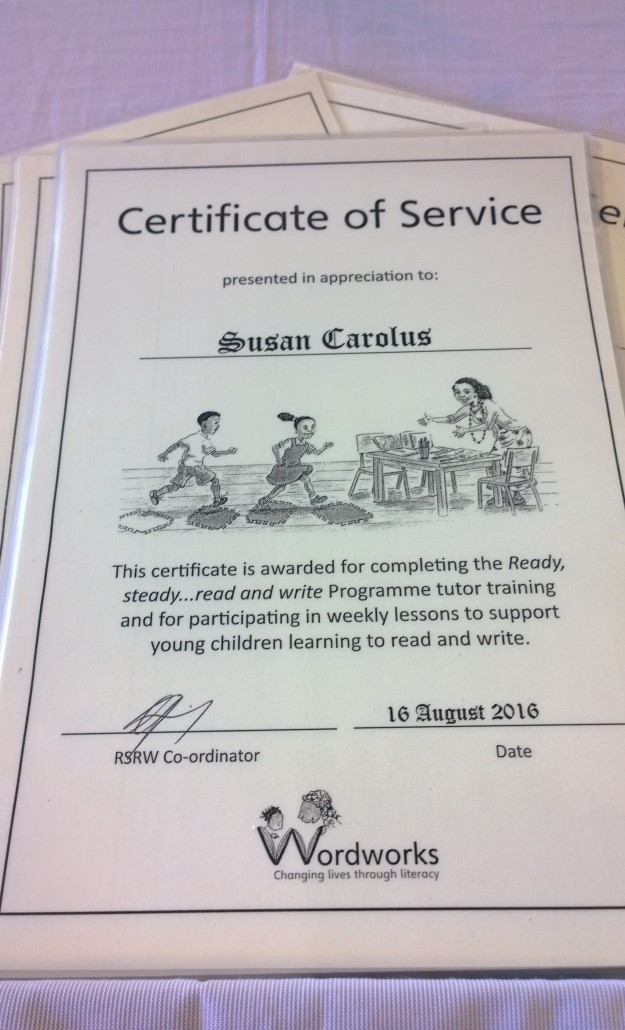 Certificate of Service
presented in appreciation to:
Susan Carolus
This certificate is awarded for completing the Ready,
steady...read and write Programme tutor training
and for participating in weekly lessons to support
young children learning to read and write.
16 August 2016
RSRW Co-ordinator
Date
Wordworks
Changing lives through literacy